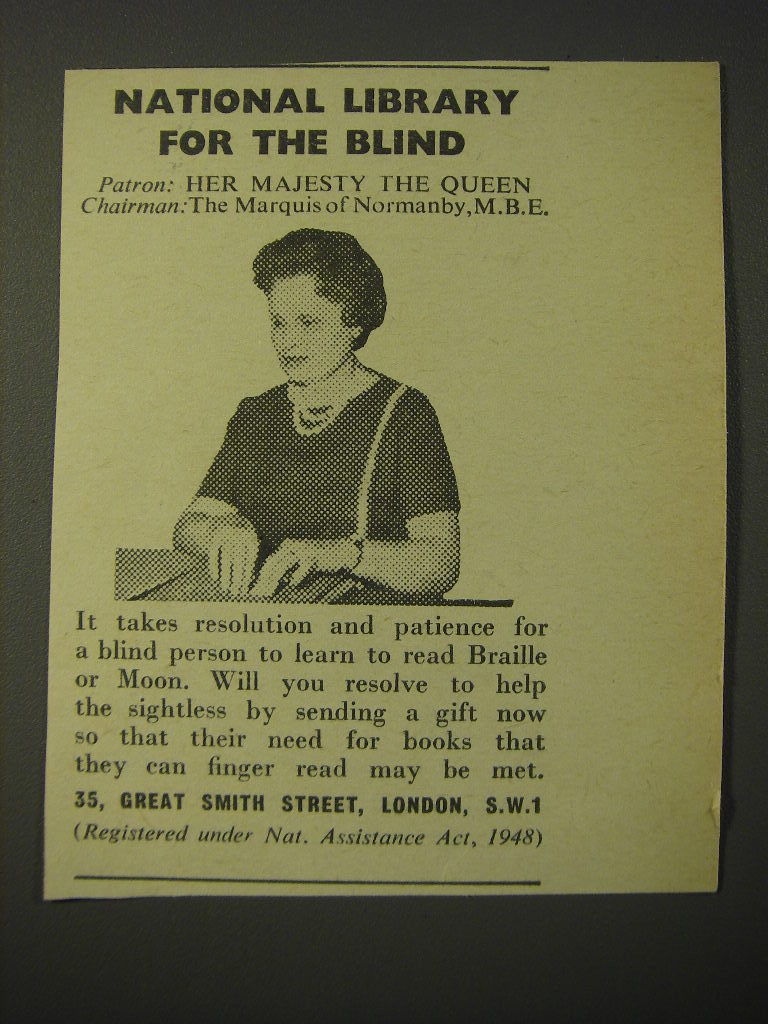 NATIONAL LIBRARY
FOR THE BLIND
Patron: HER MAJESTY THE QUEEN
Chairman: The Marquis of Normanby, M.B.E.
It takes resolution and patience for
a blind person to learn to read Braille
or Moon. Will you resolve to help
the sightless by sending a gift now
so that their need for books that
they can finger read may be met.
35, GREAT SMITH STREET, LONDON, S.W.1
(Registered under Nat. Assistance Act, 1948)